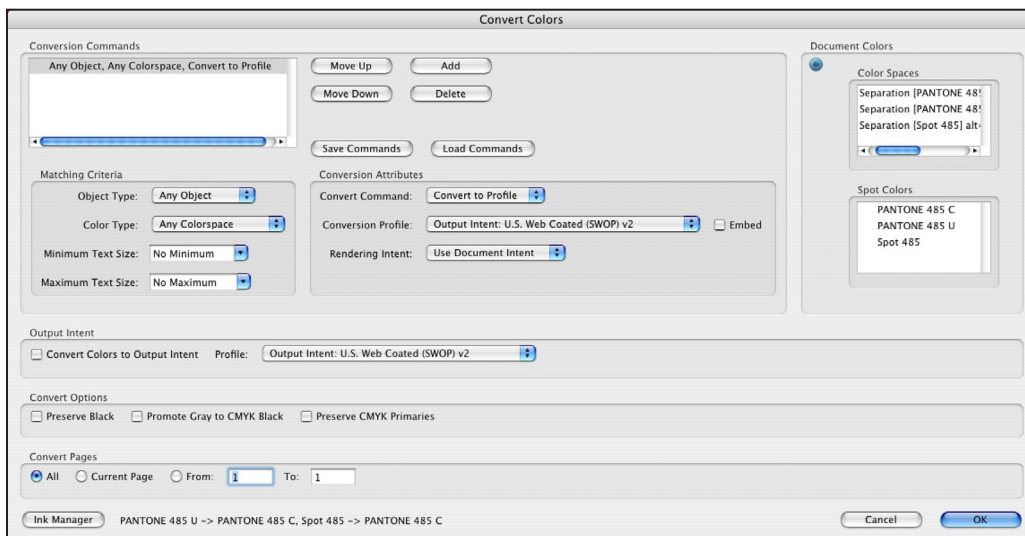 Convert Colors
Conversion Commands
Any Object, Any Colorspace, Convert to Profile
Move Up
Add
Move Down
Delete
Save Commands
Load Commands
Matching Criteria
Object Type: Any Object
Color Type: Any Colorspace
Minimum Text Size: No Minimum
Maximum Text Size: No Maximum
Conversion Attributes
Convert Command: Convert to Profile
Conversion Profile: Output Intent: U.S. Web Coated (SWOP) v2 Embed
Rendering Intent: Use Document Intent
Document Colors
Color Spaces
Separation [PANTONE 485
Separation [PANTONE 485
Separation [Spot 485] alt
Spot Colors
PANTONE 485 C
PANTONE 485 U
Spot 485
Output Intent
Convert Colors to Output Intent Profile: Output Intent: U.S. Web Coated (SWOP) v2
Convert Options
Preserve Black Promote Gray to CMYK Black Preserve CMYK Primaries
Convert Pages
All Current Page From: 1 To: 1
Ink Manager PANTONE 485 U -> PANTONE 485 C, Spot 485 -> PANTONE 485 C
Cancel
OK